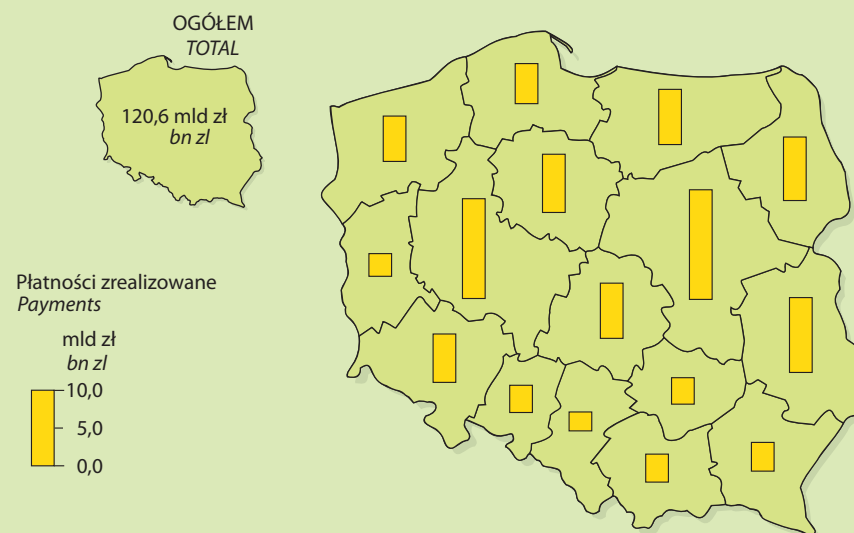 OGÓŁEM
TOTAL
120,6 mld zł
bn zl
Płatności zrealizowane
Payments
mld zł
bn zl
10,0
5,0
0,0